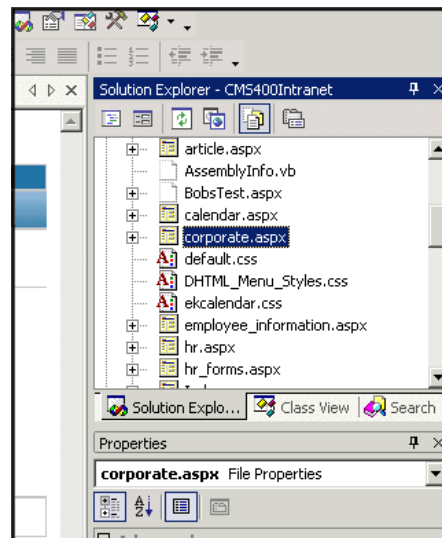 Solution Explorer - CMS400Intranet
article.aspx
AssemblyInfo.vb
BobsTest.aspx
calendar.aspx
corporate.aspx
default.css
DHTML_Menu_Styles.css
ekcalendar.css
employee_information.aspx
hr.aspx
hr_forms.aspx
Solution Explo... Class View Search
Properties
corporate.aspx File Properties